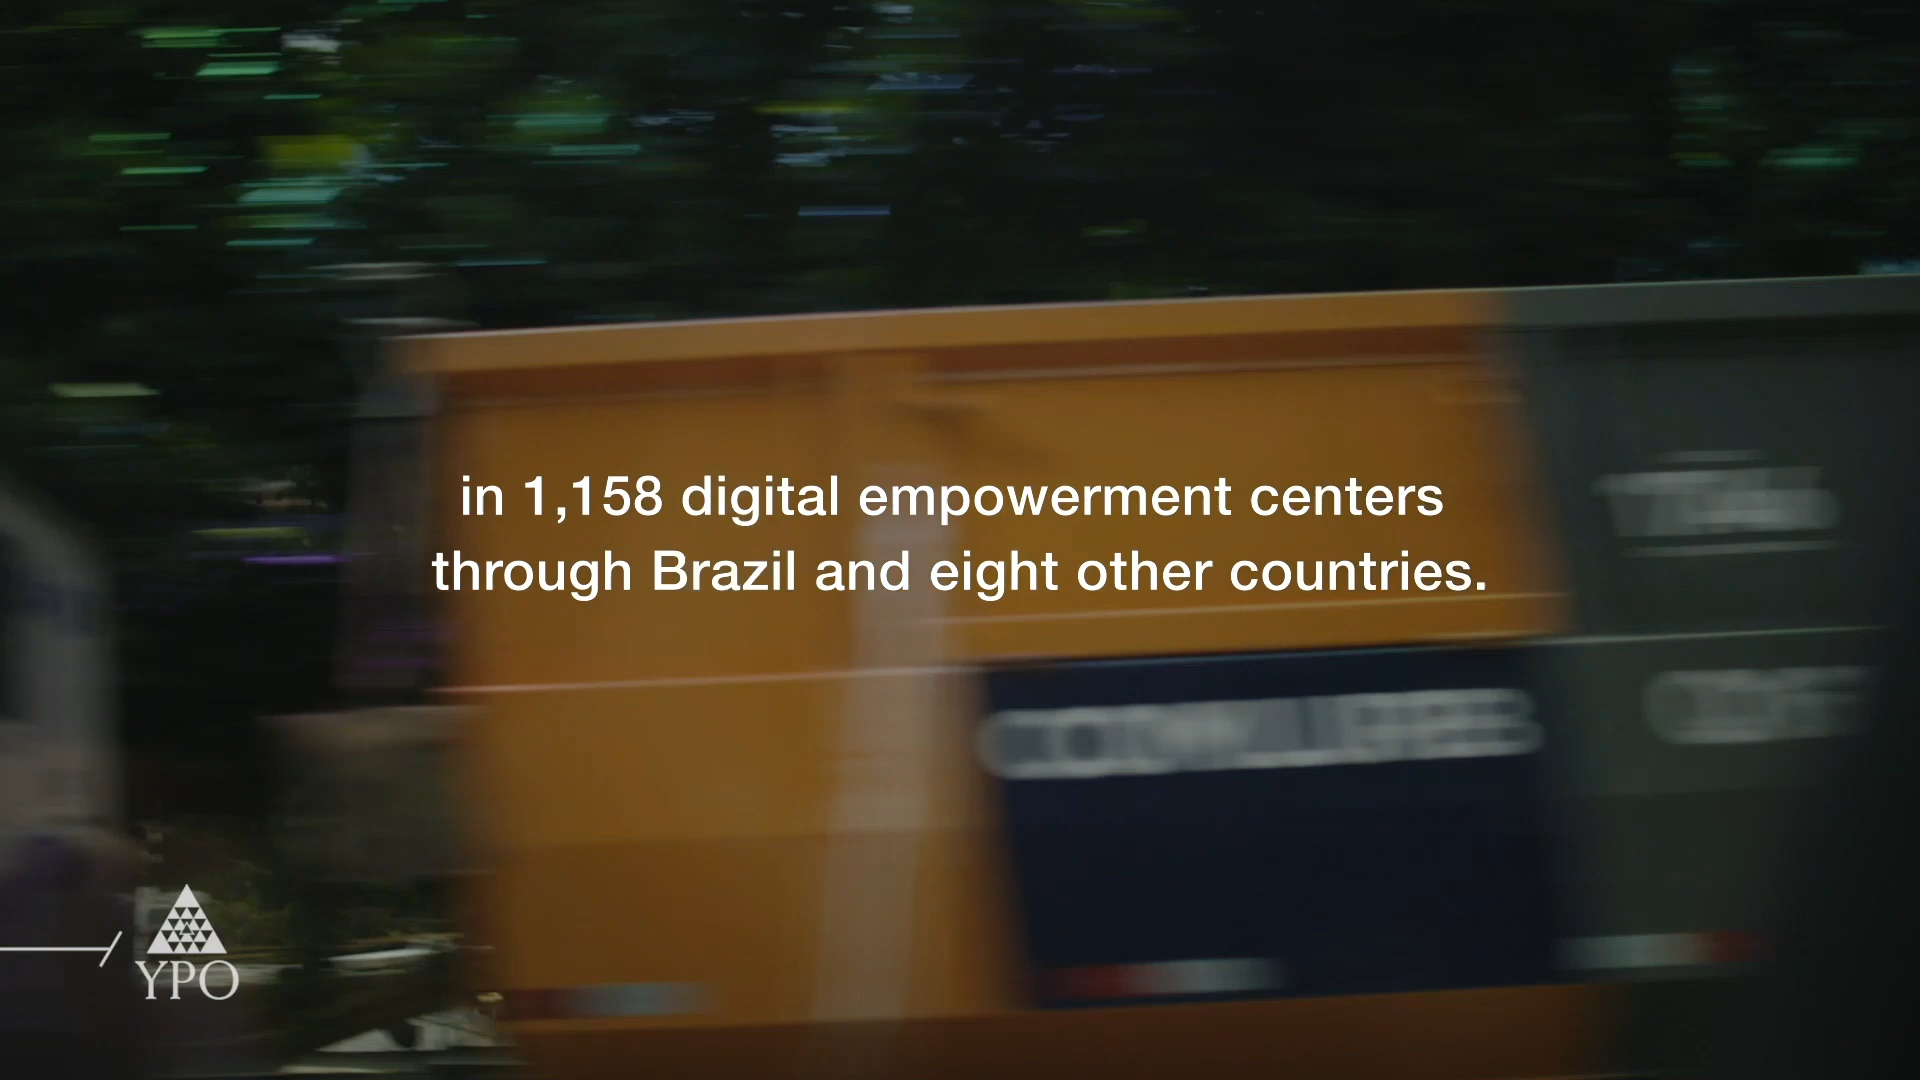 in 1,158 digital empowerment centers
through Brazil and eight other countries.
YPO